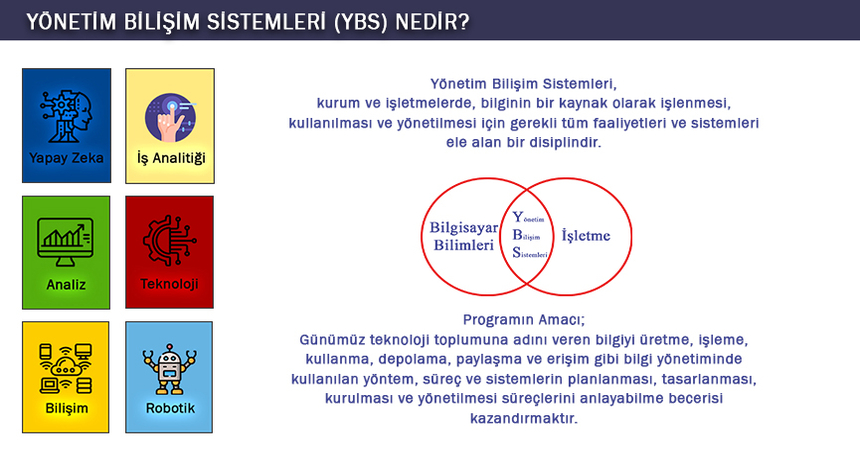 YÖNETİM BİLİŞİM SİSTEMLERİ (YBS) NEDİR?
Yapay Zeka
İş Analitiği
Analiz
Teknoloji
Bilişim
Robotik
Yönetim Bilişim Sistemleri,
kurum ve işletmelerde, bilginin bir kaynak olarak işlenmesi,
kullanılması ve yönetilmesi için gerekli tüm faaliyetleri ve sistemleri
ele alan bir disiplindir.
Bilgisayar
Bilimleri
Yönetim
Bilişim
Sistemleri
İşletme
Programın Amacı;
Günümüz teknoloji toplumuna adını veren bilgiyi üretme, işleme,
kullanma, depolama, paylaşma ve erişim gibi bilgi yönetiminde
kullanılan yöntem, süreç ve sistemlerin planlanması, tasarlanması,
kurulması ve yönetilmesi süreçlerini anlayabilme becerisi
kazandırmaktır.